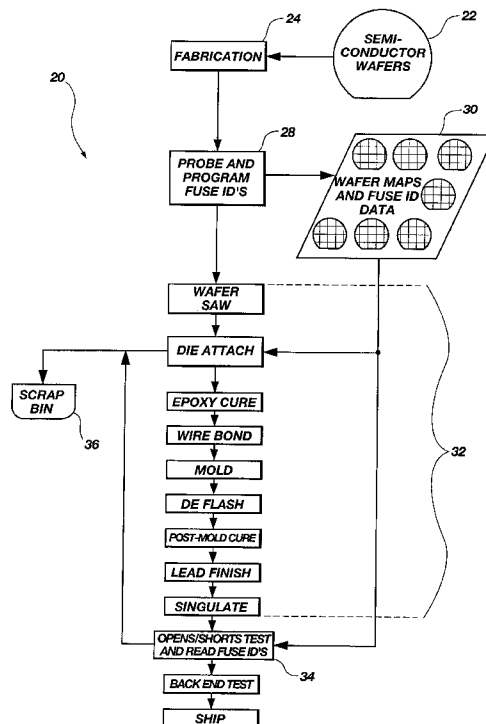 24
22
SEMI-
CONDUCTOR
WAFERS
FABRICATION
20
28
30
PROBE AND
PROGRAM
FUSE ID'S
WAFER MAPS
AND FUSE ID
DATA
WAFER
SAW
DIE ATTACH
SCRAP
BIN
36
EPOXY CURE
WIRE BOND
32
MOLD
DE FLASH
POST-MOLD CURE
LEAD FINISH
SINGULATE
OPENS/SHORTS TEST
AND READ FUSE ID'S
34
BACK END TEST
SHIP